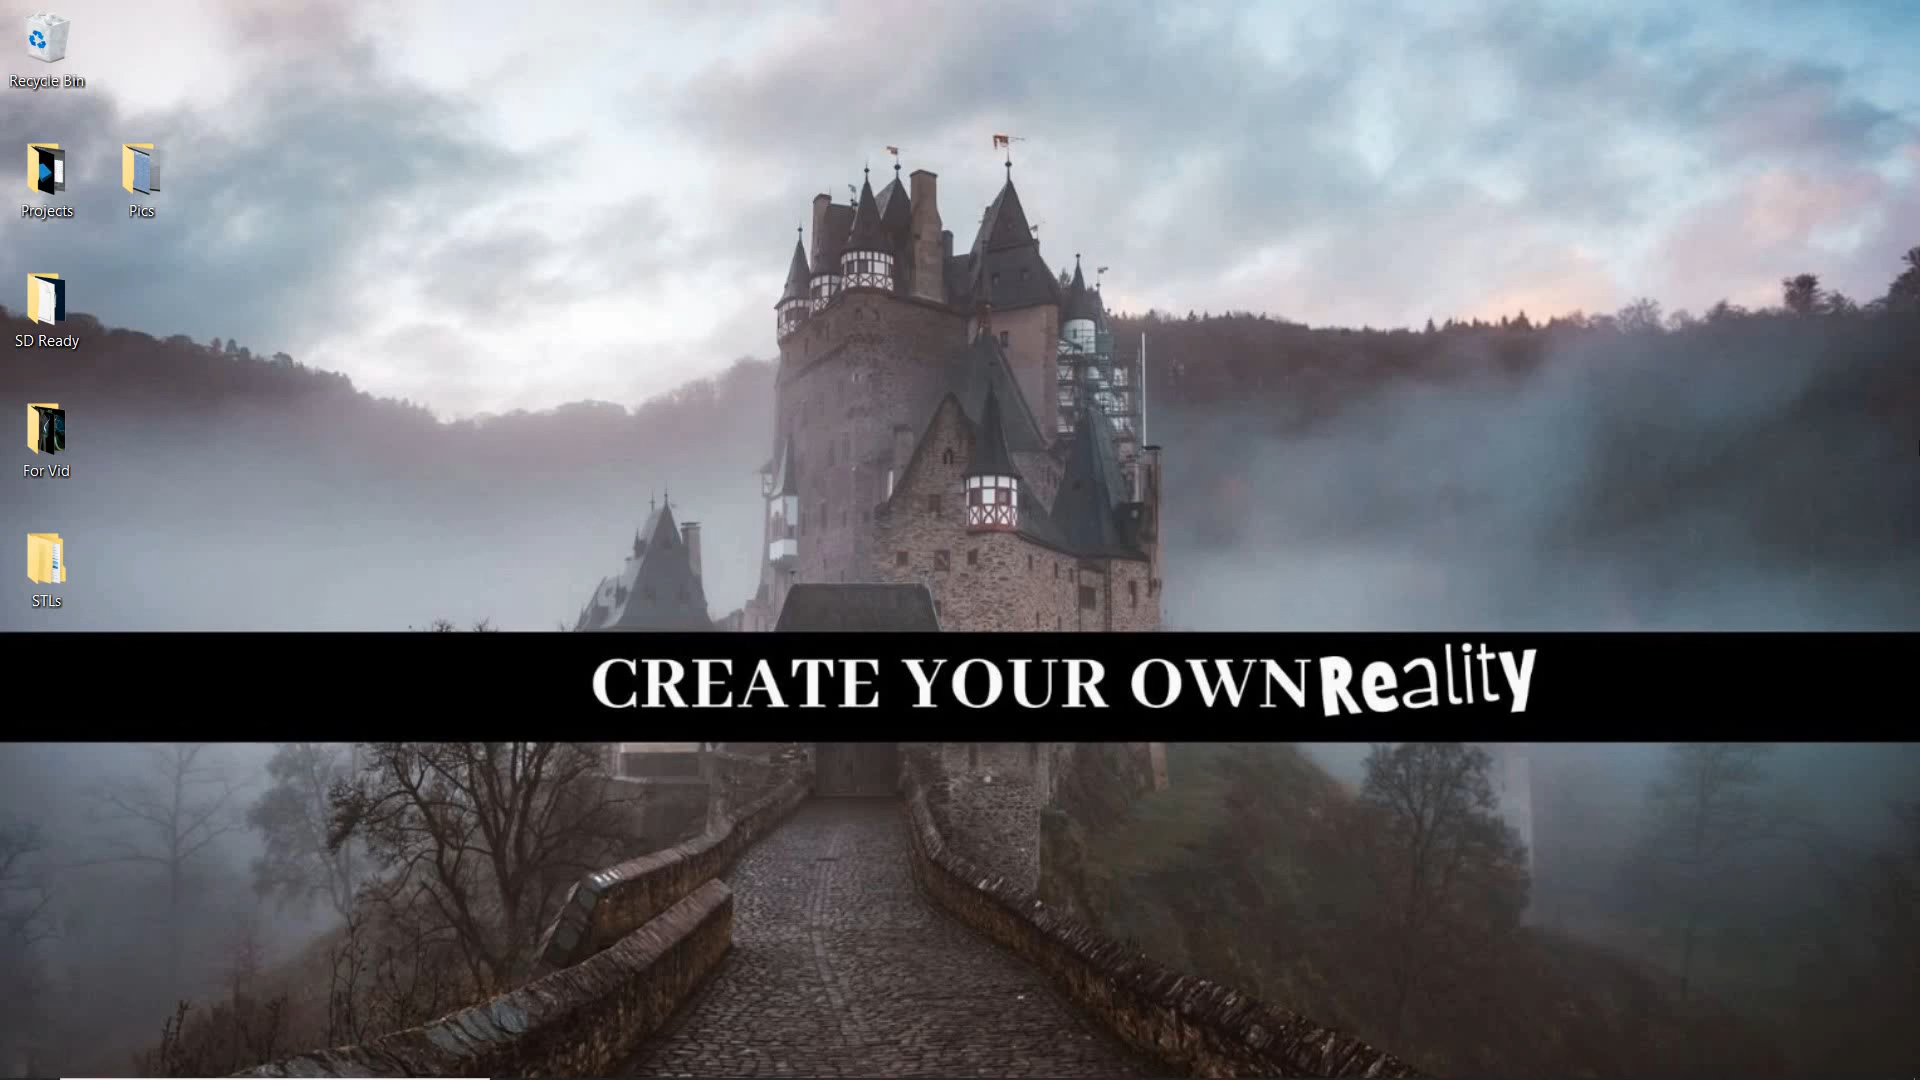 Recycle Bin
Projects
Pics
SD Ready
For Vid
STLs
CREATE YOUR OWN Reality